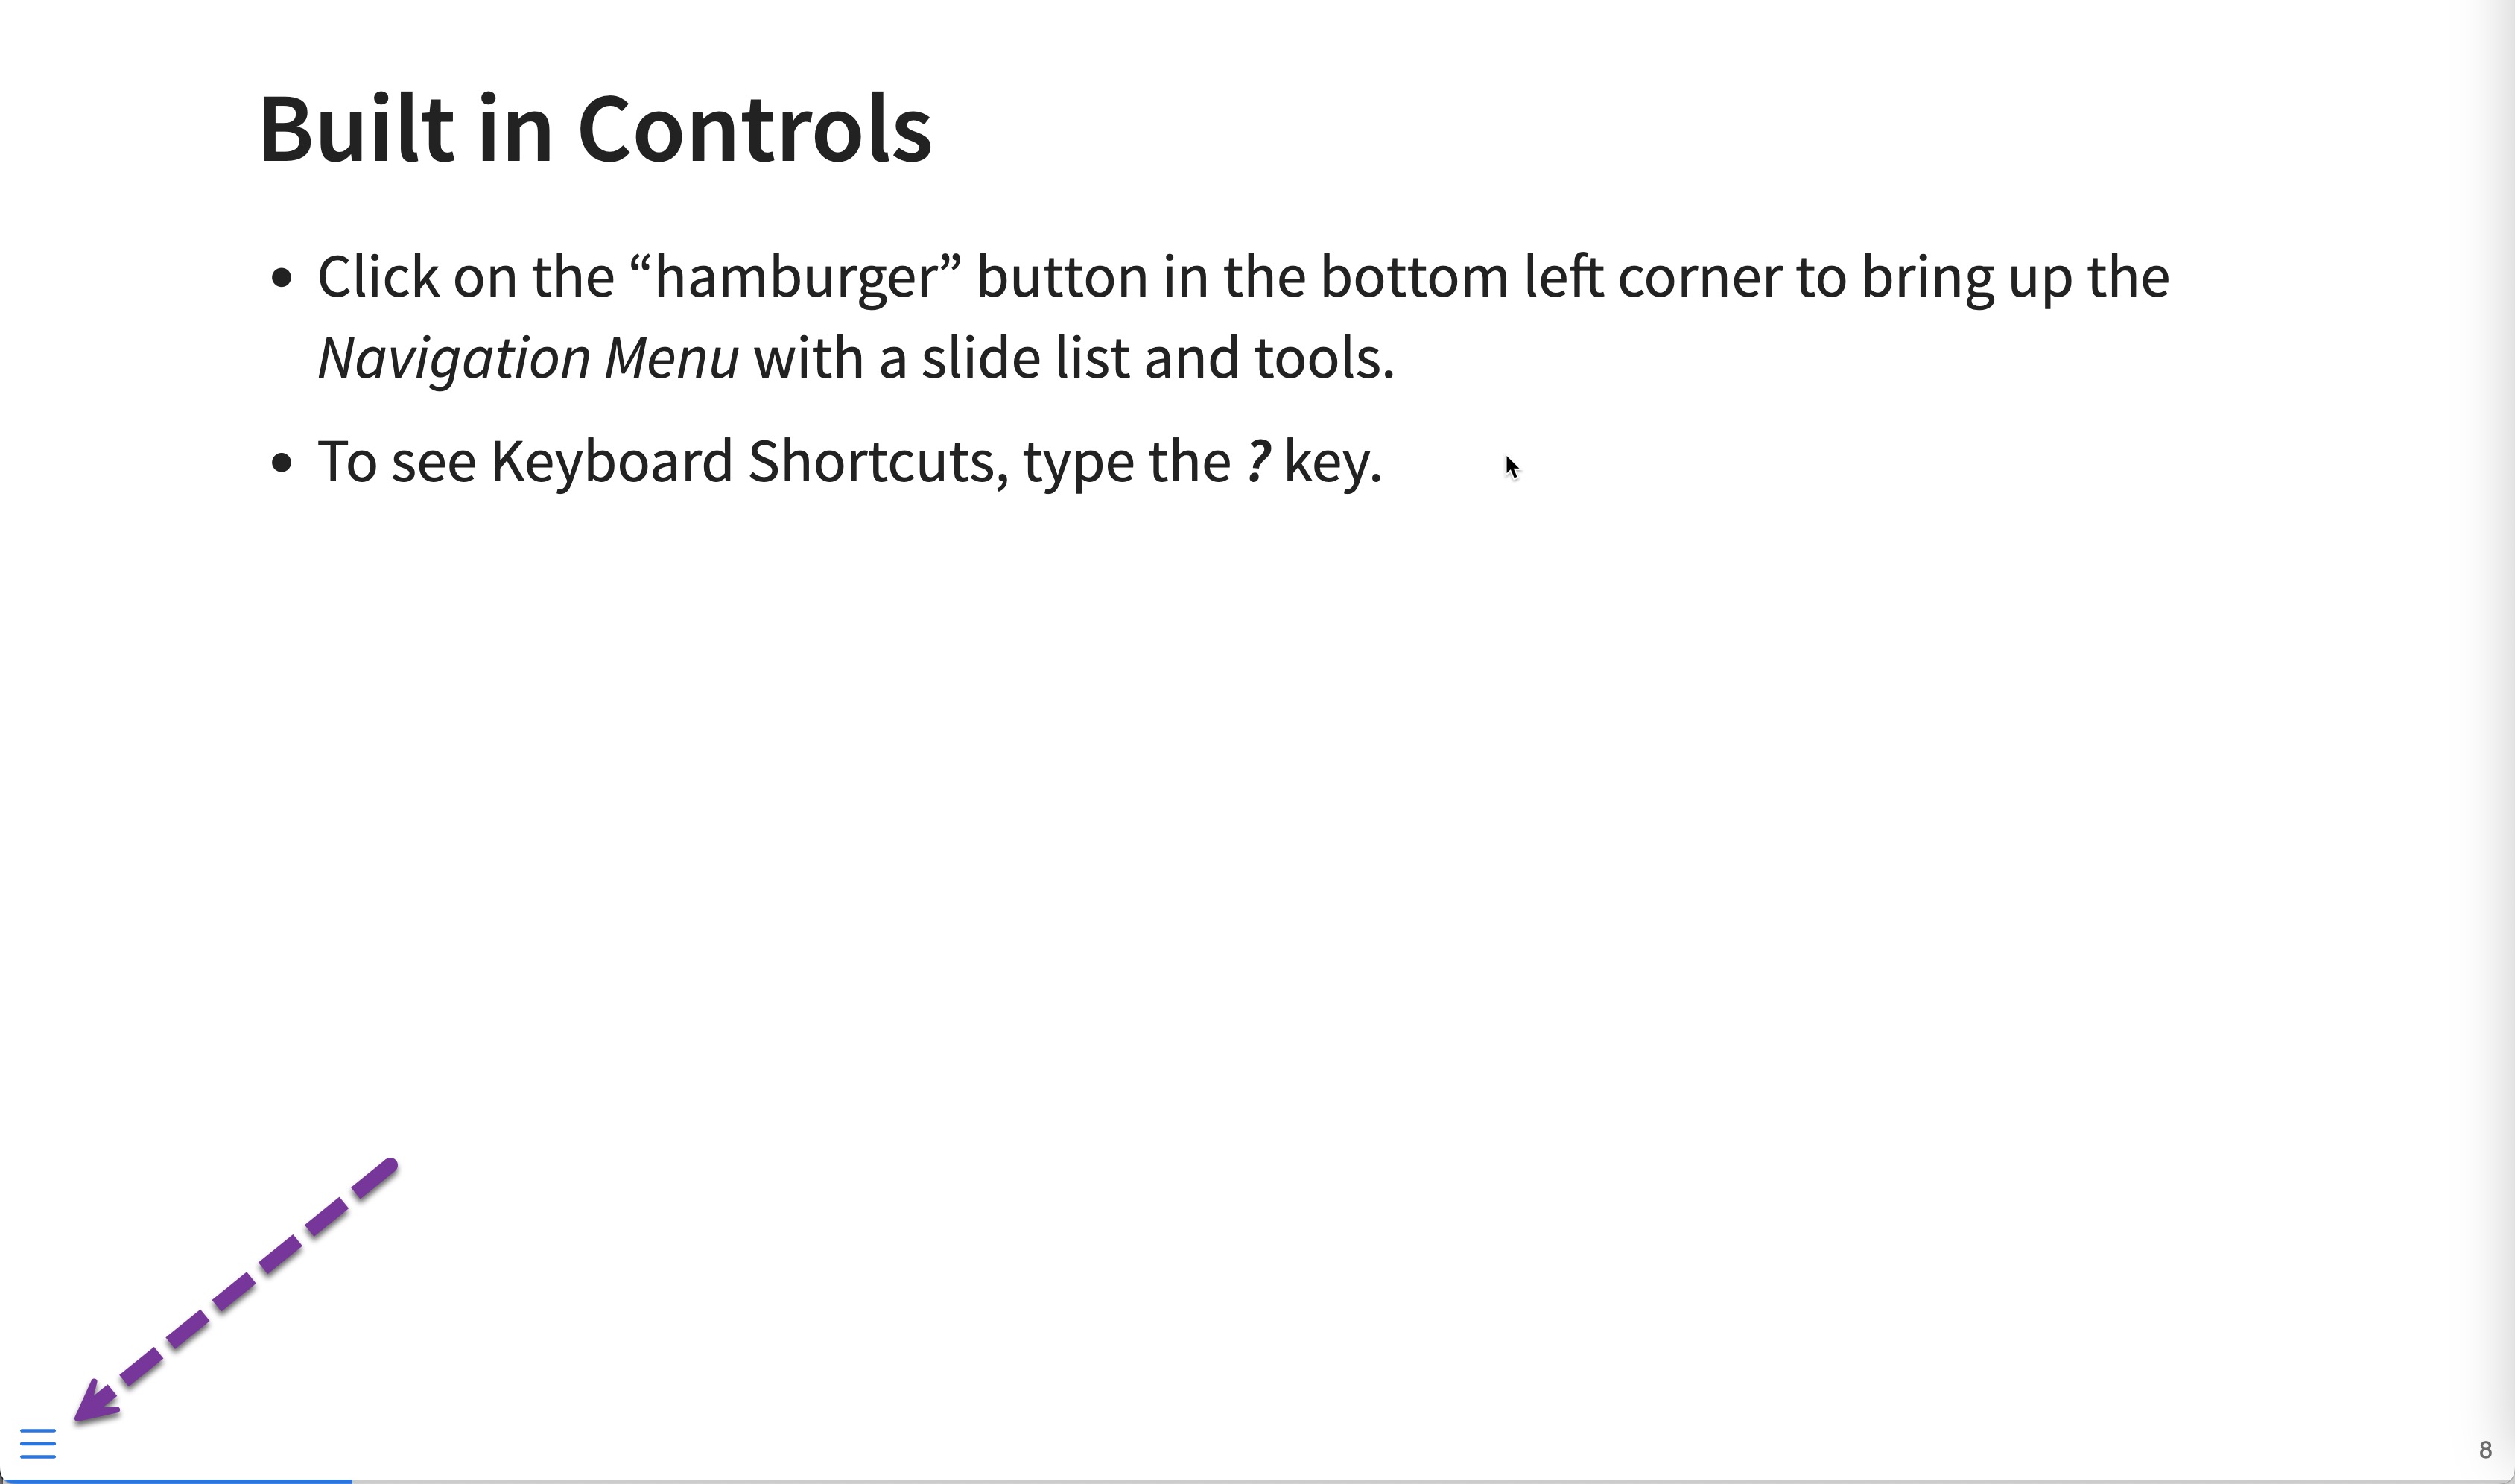 Built in Controls
• Click on the “hamburger” button in the bottom left corner to bring up the
Navigation Menu with a slide list and tools.
• To see Keyboard Shortcuts, type the ? key.
8